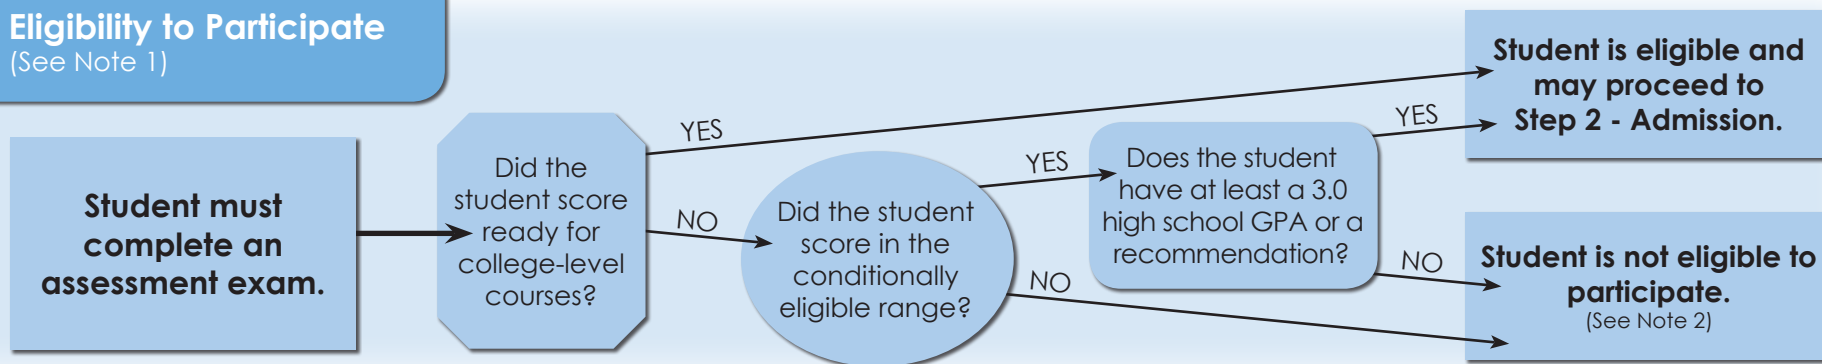 Eligibility to Participate
(See Note 1)
Student must
complete an
assessment exam.
Did the
student score
ready for
college-level
courses?
YES
NO
Did the student
score in the
conditionally
eligible range?
YES
NO
Does the student
have at least a 3.0
high school GPA or a
recommendation?
YES
NO
Student is eligible and
may proceed to
Step 2 - Admission.
Student is not eligible to
participate.
(See Note 2)